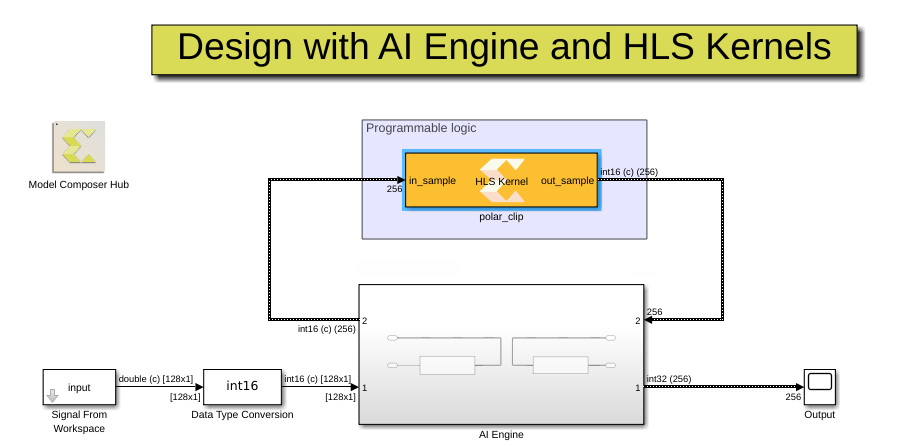 Design with AI Engine and HLS Kernels
Programmable logic
Model Composer Hub
in_sample
HLS Kernel
out_sample
256
int16 (c) (256)
polar_clip
2
int16 (c) (256)
2
256
input
double (c) [128x1]
[128x1]
int16
int16 (c) [128x1]
[128x1]
1
1
int32 (256)
256
Signal From
Workspace
Data Type Conversion
AI Engine
Output